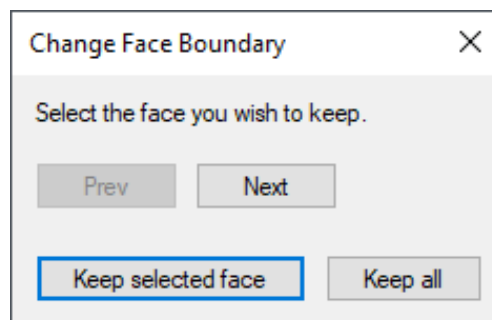 Change Face Boundary
Select the face you wish to keep.
Prev Next
Keep selected face Keep all